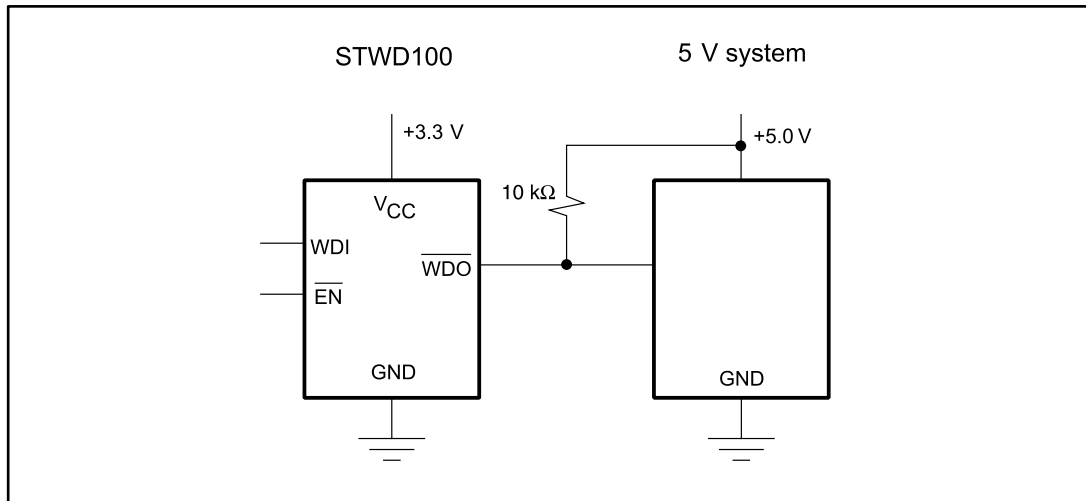 STWD100
5 V system
+3.3 V
+5.0 V
10 kΩ
VCC
WDI
WDO
EN
GND
GND